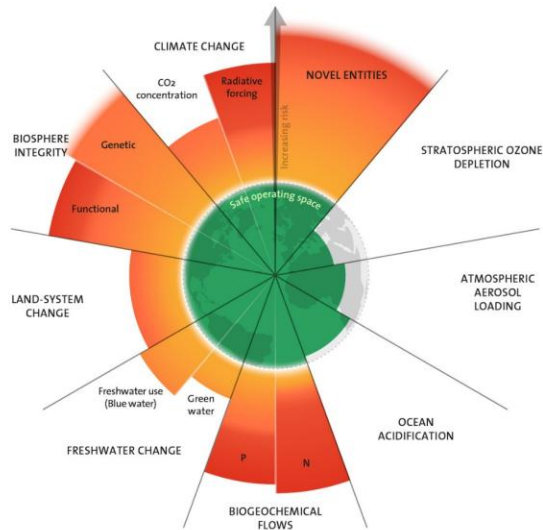 CLIMATE CHANGE
CO2
concentration
Radiative
forcing
NOVEL ENTITIES
Increasing risk
BIOSPHERE
INTEGRITY
Genetic
STRATOSPHERIC OZONE
DEPLETION
Functional
Safe operating space
LAND-SYSTEM
CHANGE
ATMOSPHERIC
AEROSOL
LOADING
Freshwater use
(Blue water)
Green
water
FRESHWATER CHANGE
OCEAN
ACIDIFICATION
P
N
BIOGEOCHEMICAL
FLOWS